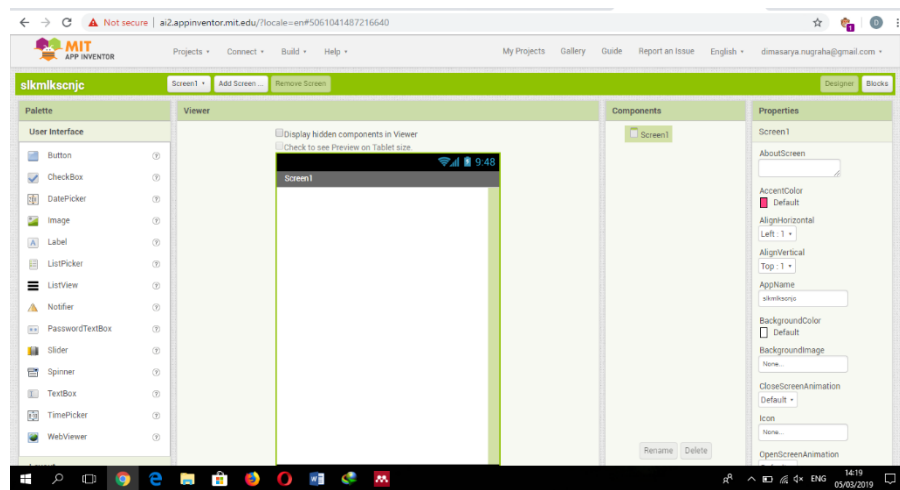 Not secure | ai2.appinventor.mit.edu/?locale=en#5061041487216640
D
MIT
APP INVENTOR
Projects Connect Build Help My Projects Gallery Guide Report an Issue English dimasarya.nugraha@gmail.com
slkmlkscnjc Screen1 Add Screen ... Remove Screen Designer Blocks
Palette Viewer Components Properties
User Interface
Button
CheckBox
DatePicker
Image
Label
ListPicker
ListView
Notifier
PasswordTextBox
Slider
Spinner
TextBox
TimePicker
WebViewer
Display hidden components in Viewer
Check to see Preview on Tablet size.
9:48
Screen1
Screen1
Rename Delete
Screen1
AboutScreen
AccentColor
Default
AlignHorizontal
Left : 1
AlignVertical
Top : 1
AppName
slkmlkscnjc
BackgroundColor
Default
BackgroundImage
None...
CloseScreenAnimation
Default
Icon
None...
OpenScreenAnimation
ENG 14:19
05/03/2019